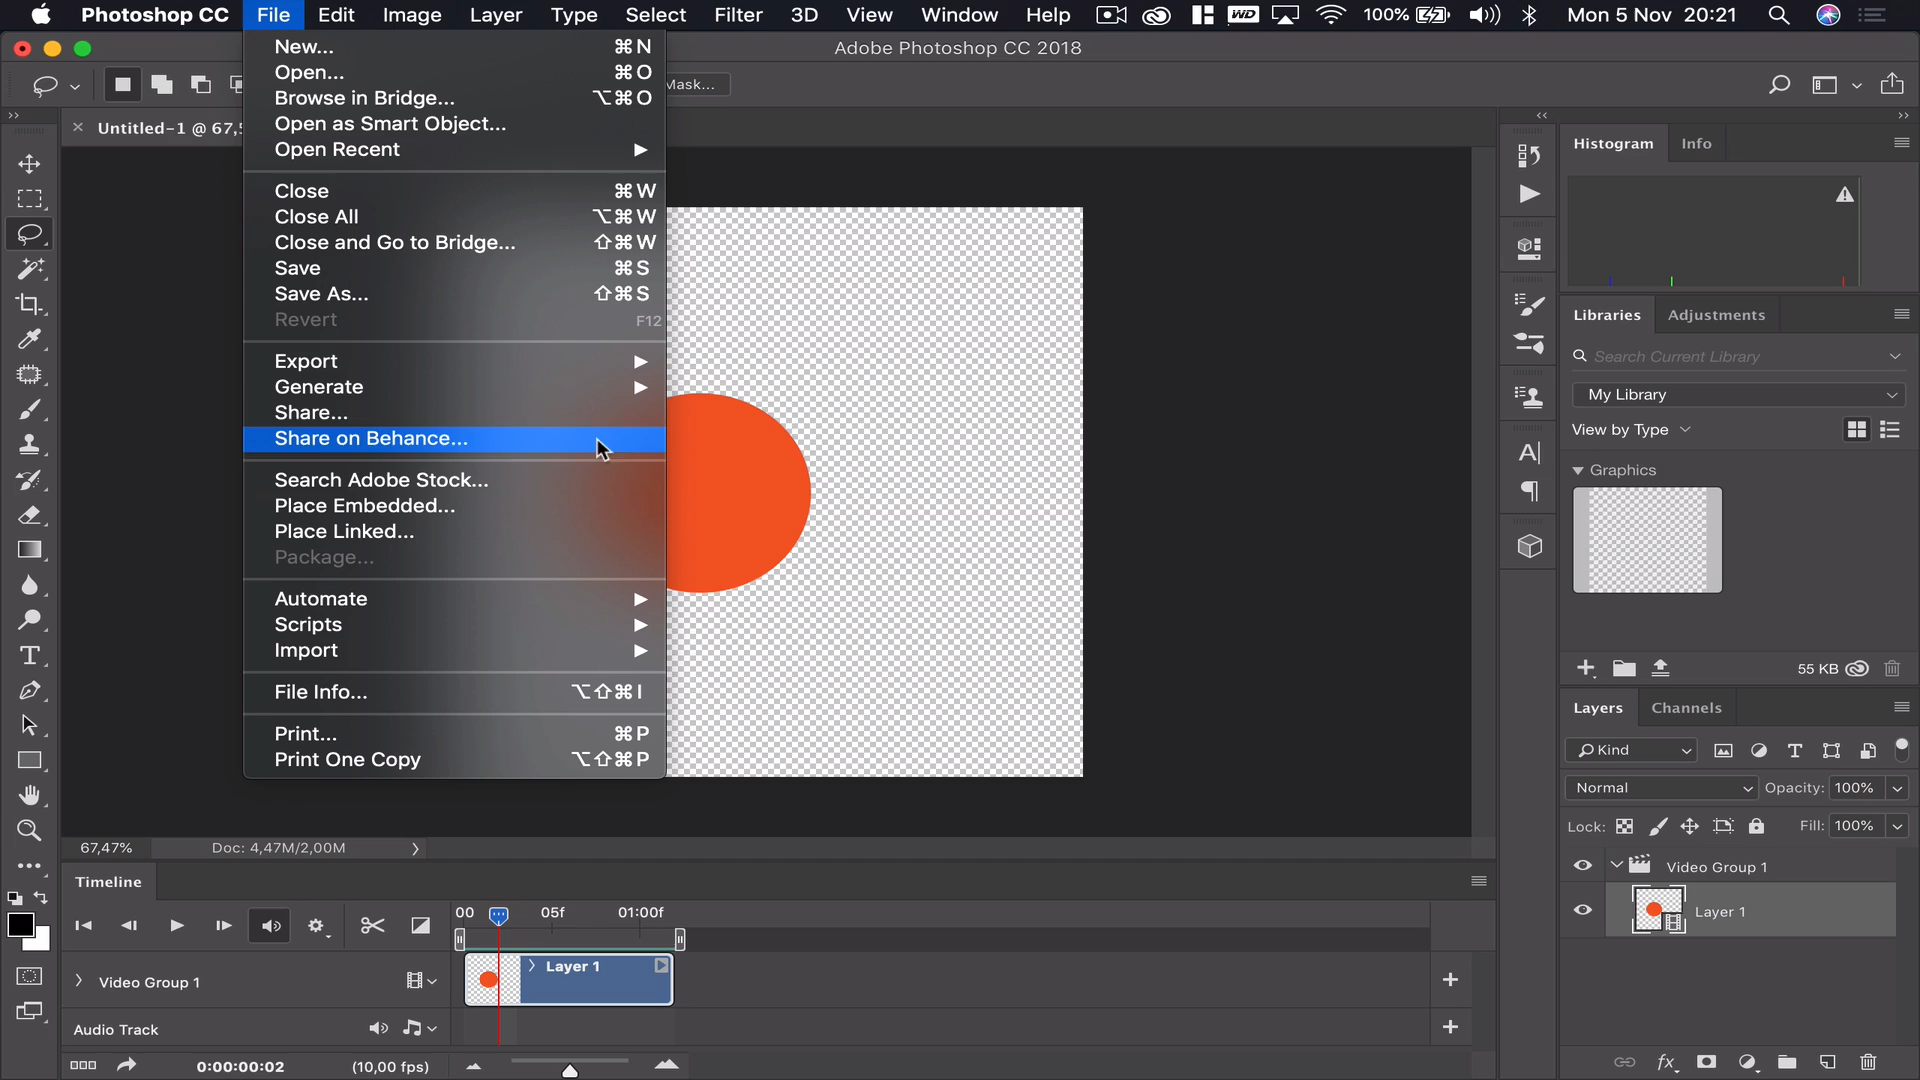 Photoshop CC File Edit Image Layer Type Select Filter 3D View Window Help WD 100% Mon 5 Nov 20:21
Adobe Photoshop CC 2018
Mask...
Untitled-1 @ 67,5
New... ⌘N
Open... ⌘O
Browse in Bridge... ⌥⌘O
Open as Smart Object...
Open Recent
Close ⌘W
Close All ⌥⌘W
Close and Go to Bridge... ⇧⌘W
Save ⌘S
Save As... ⇧⌘S
Revert F12
Export
Generate
Share...
Share on Behance...
Search Adobe Stock...
Place Embedded...
Place Linked...
Package...
Automate
Scripts
Import
File Info... ⌥⇧⌘I
Print... ⌘P
Print One Copy ⌥⇧⌘P
Histogram Info
Libraries Adjustments
Search Current Library
My Library
View by Type
Graphics
55 KB
Layers Channels
Kind
Normal Opacity: 100%
Lock: Fill: 100%
Video Group 1
Layer 1
67,47% Doc: 4,47M/2,00M
Timeline
00 05f 01:00f
Layer 1
Video Group 1
Audio Track
0:00:00:02 (10,00 fps)